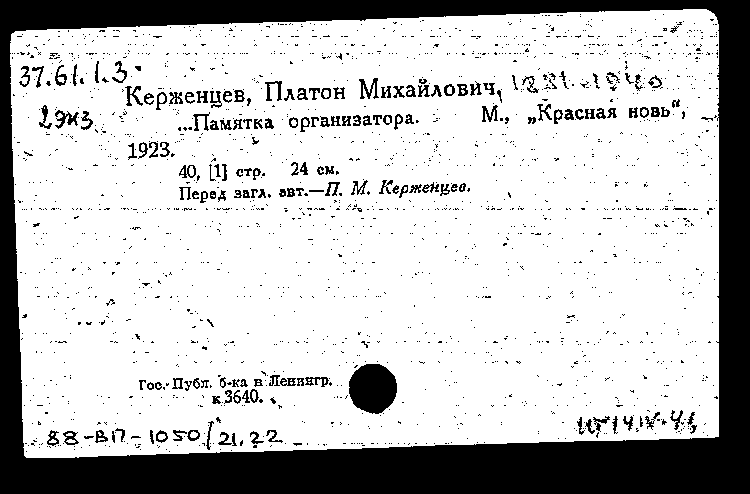 37.61.1.3
Керженцев, Платон Михайлович, 1881-1940
2экз
...Памятка организатора. М., „Красная новь“,
1923.
40, [1] стр. 24 см.
Перед загл. авт.—П. М. Керженцев.
Гос. Публ. б-ка в Ленингр.
к 3640.
88-ВП-1050/21.22